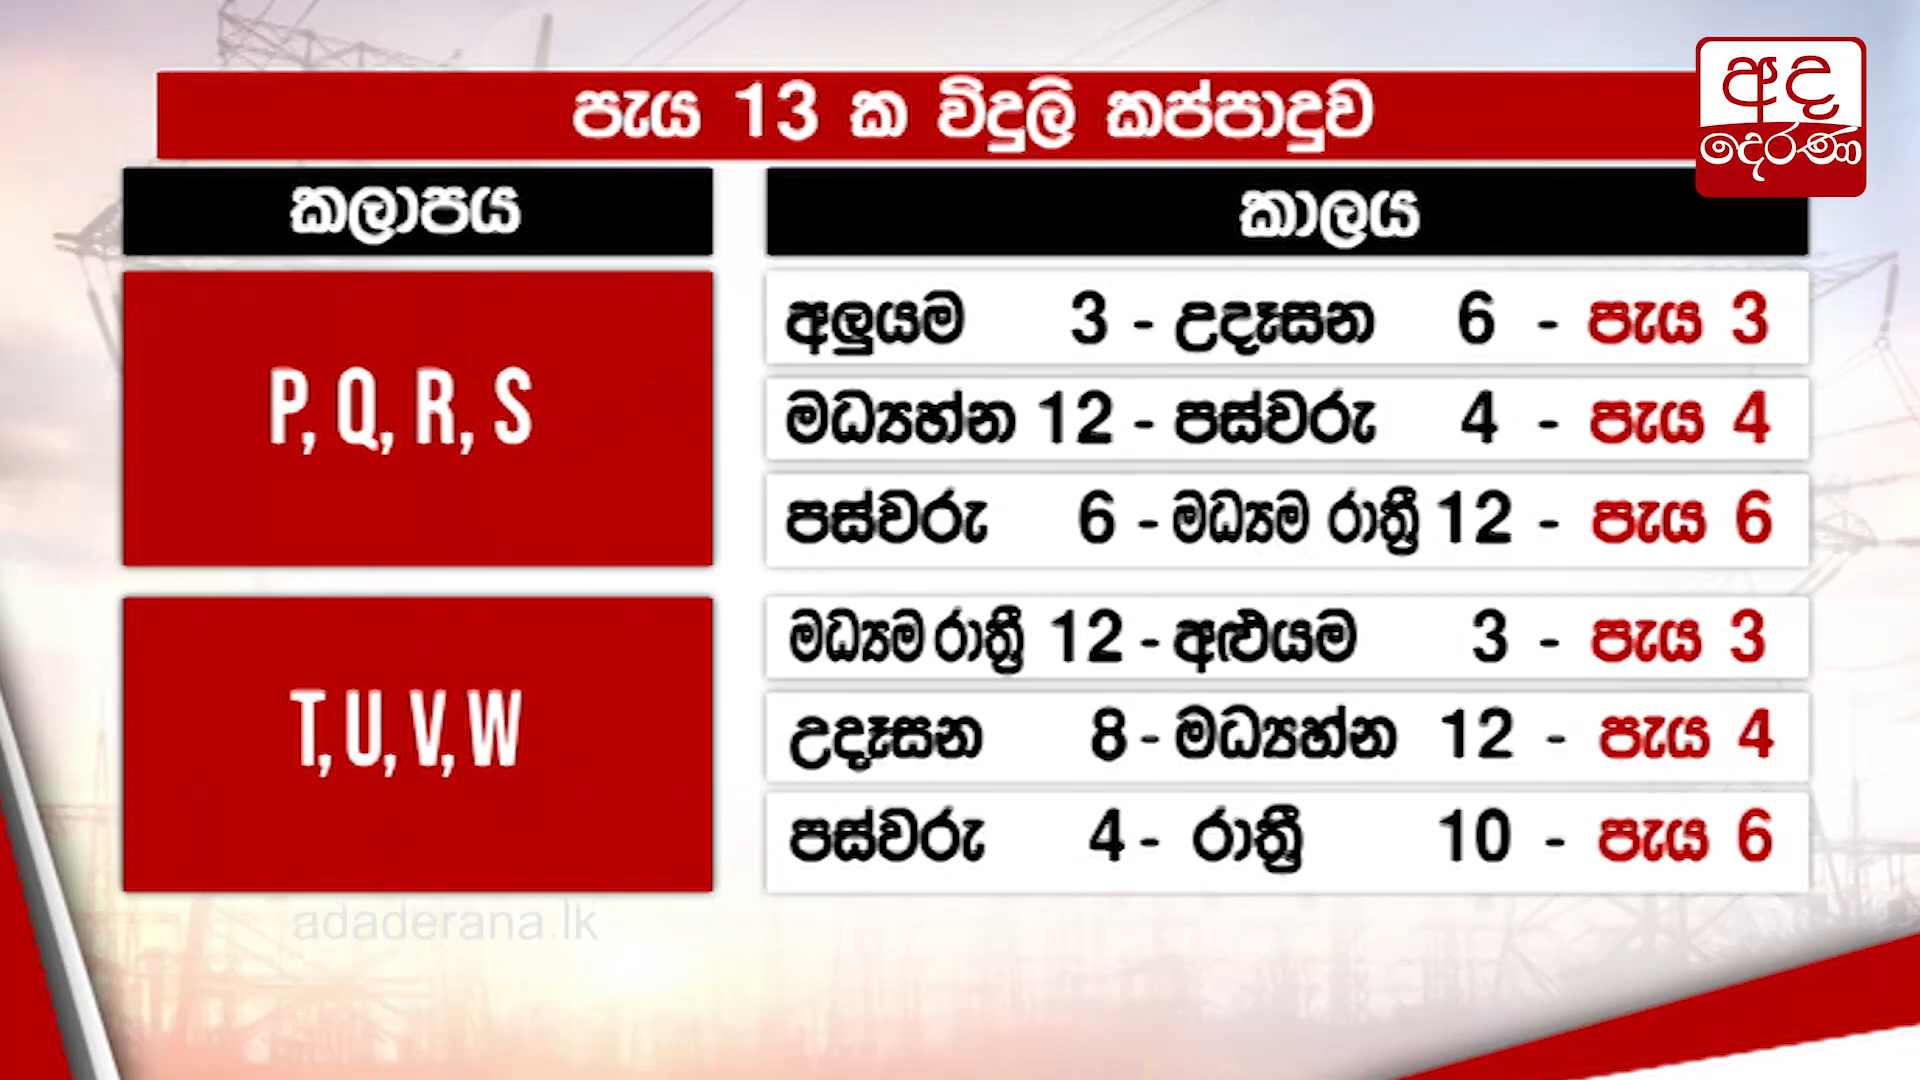 අද
දෙරණ
පැය 13 ක විදුලි කප්පාදුව
කලාපය
කාලය
P, Q, R, S
අලුයම 3 - උදෑසන 6 - පැය 3
මධ්‍යහ්න 12 - පස්වරු 4 - පැය 4
පස්වරු 6 - මධ්‍යම රාත්‍රී 12 - පැය 6
T, U, V, W
මධ්‍යම රාත්‍රී 12 - අළුයම 3 - පැය 3
උදෑසන 8 - මධ්‍යහ්න 12 - පැය 4
පස්වරු 4 - රාත්‍රී 10 - පැය 6
adaderana.lk